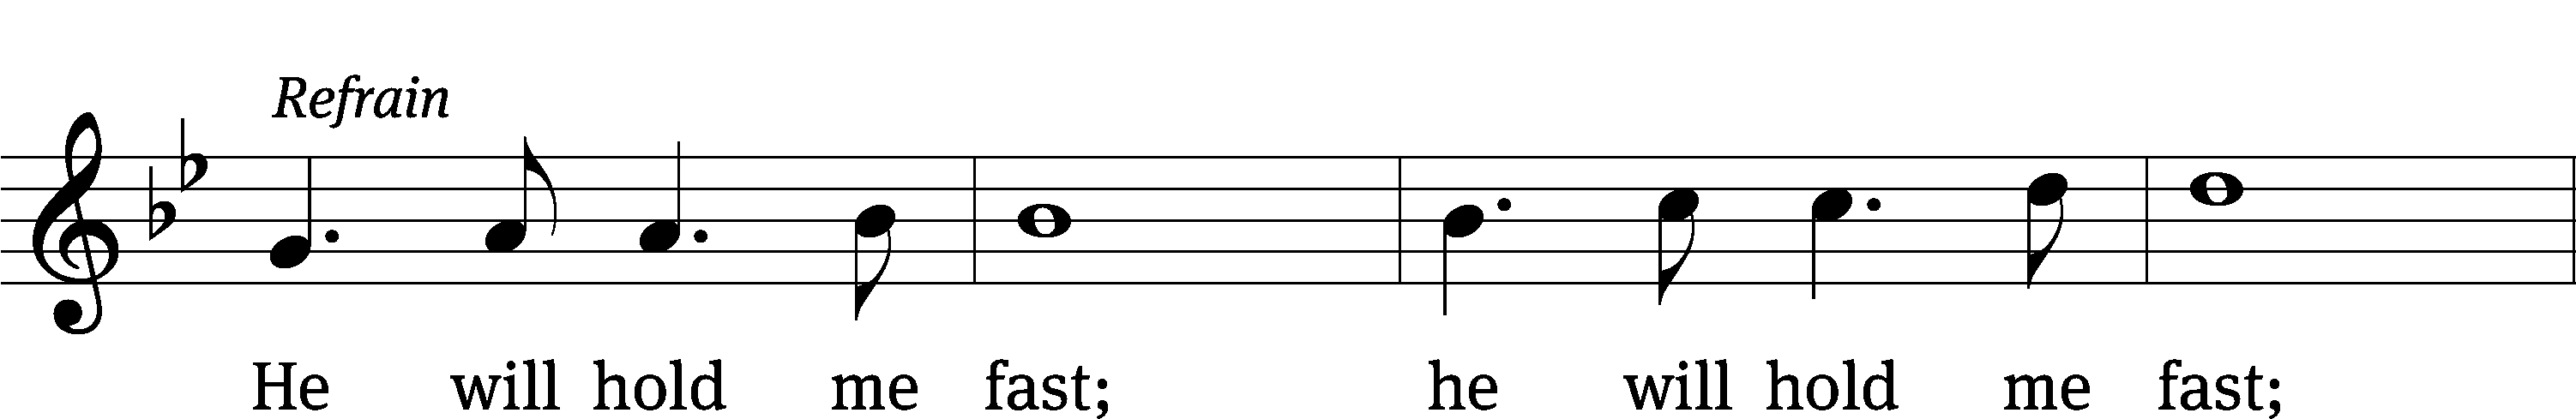 Refrain
He will hold me fast; he will hold me fast;